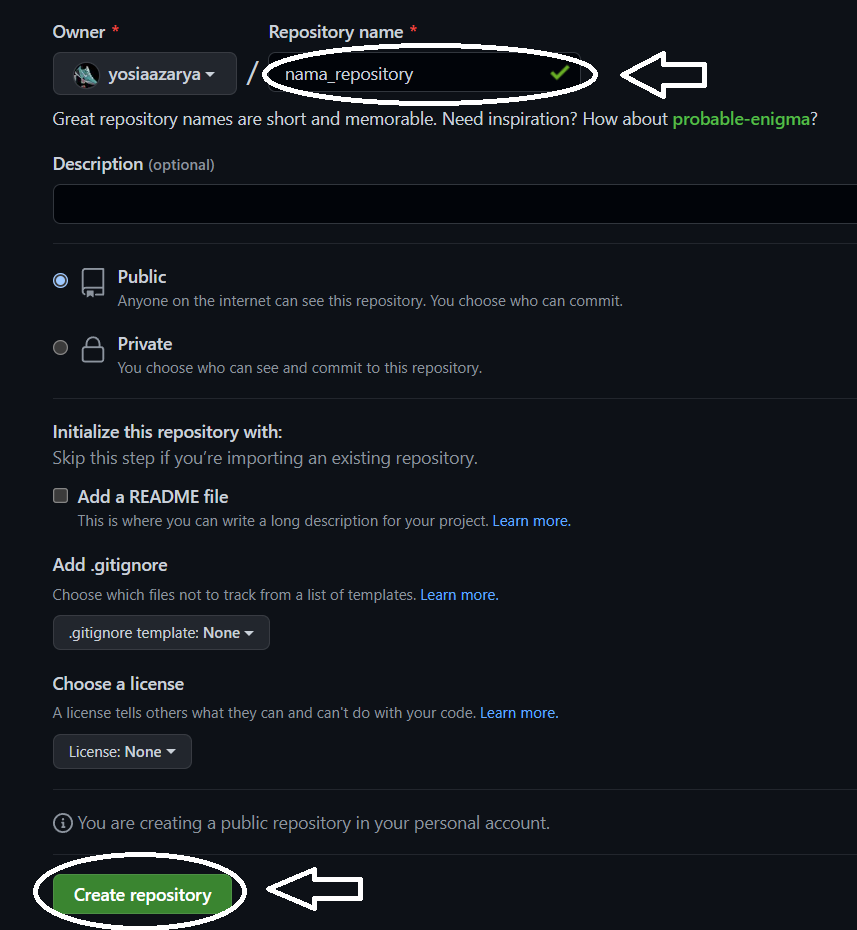 Owner * Repository name *
yosiaazarya / nama_repository
Great repository names are short and memorable. Need inspiration? How about probable-enigma?
Description (optional)
Public
Anyone on the internet can see this repository. You choose who can commit.
Private
You choose who can see and commit to this repository.
Initialize this repository with:
Skip this step if you’re importing an existing repository.
Add a README file
This is where you can write a long description for your project. Learn more.
Add .gitignore
Choose which files not to track from a list of templates. Learn more.
.gitignore template: None
Choose a license
A license tells others what they can and can't do with your code. Learn more.
License: None
You are creating a public repository in your personal account.
Create repository